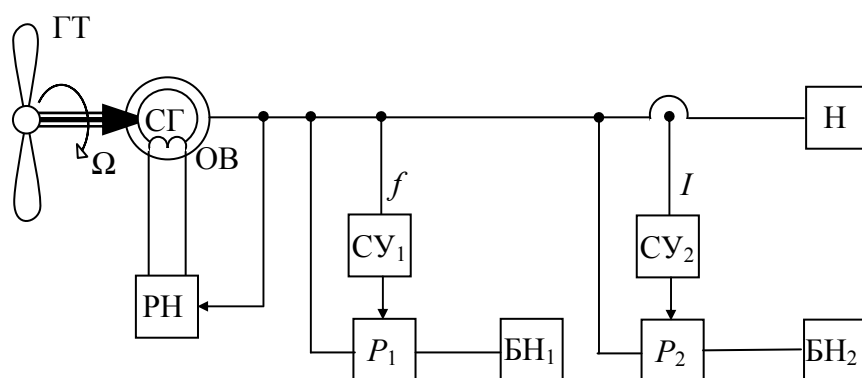 ГТ
СГ
Н
Ω
ОВ
f
I
СУ₁
СУ₂
РН
P₁
БН₁
P₂
БН₂